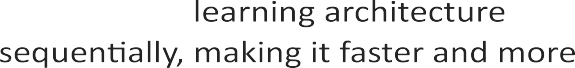 learning architecture
sequentially, making it faster and more